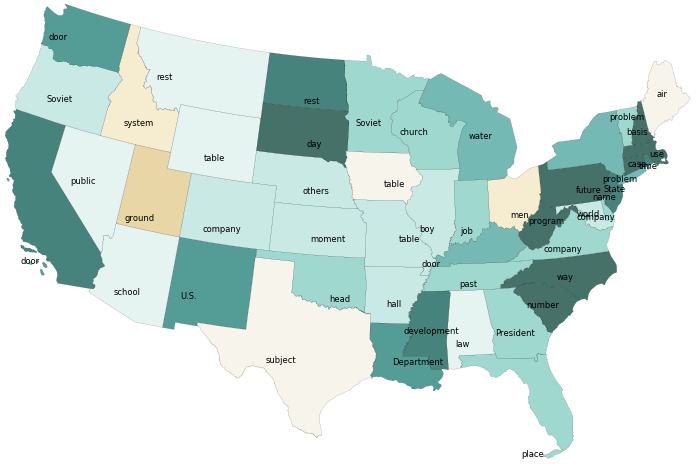 door
rest
Soviet
system
rest
Soviet
church
water
air
problem
basis
day
table
public
others
table
case
use
time
problem
State
future
name
ground
company
moment
table
boy
job
men
program
world
company
door
school
U.S.
head
hall
door
past
company
way
number
subject
development
Department
law
President
place